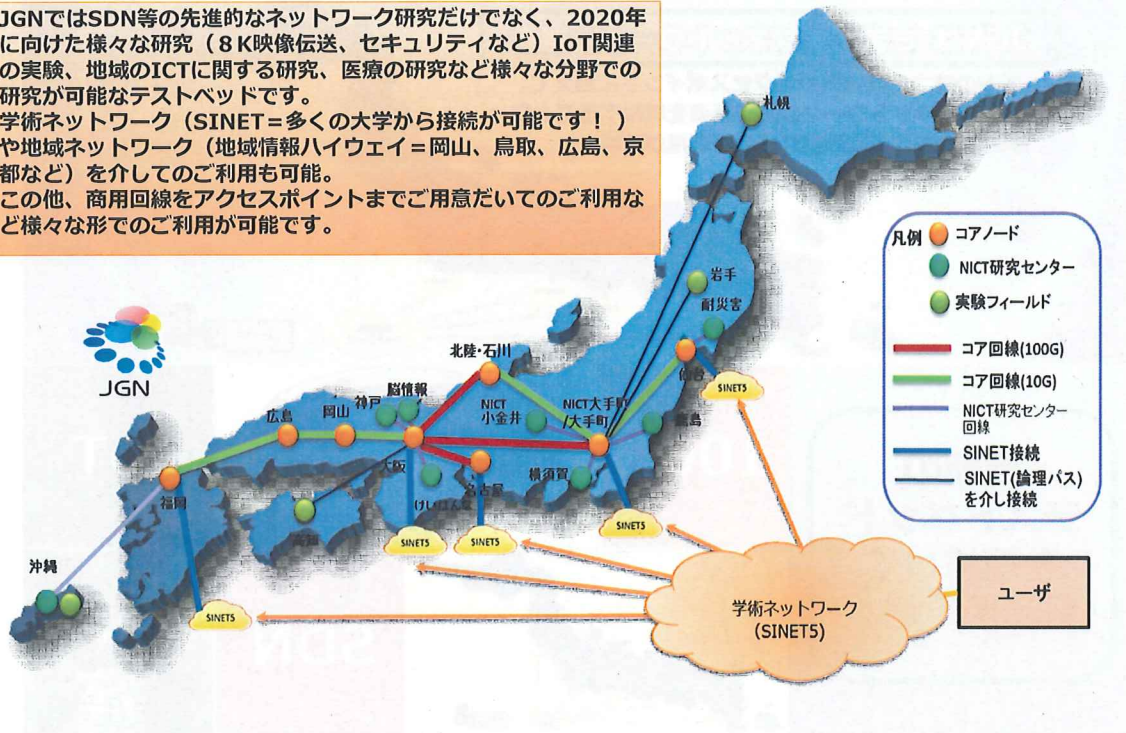 JGNではSDN等の先進的なネットワーク研究だけでなく、2020年
に向けた様々な研究（８K映像伝送、セキュリティなど）IoT関連
の実験、地域のICTに関する研究、医療の研究など様々な分野での
研究が可能なテストベッドです。
学術ネットワーク（SINET＝多くの大学から接続が可能です！ ）
や地域ネットワーク（地域情報ハイウェイ＝岡山、鳥取、広島、京
都など）を介してのご利用も可能。
この他、商用回線をアクセスポイントまでご用意だいてのご利用な
ど様々な形でのご利用が可能です。
札幌
凡例
コアノード
NICT研究センター
実験フィールド
コア回線(100G)
コア回線(10G)
NICT研究センター
回線
SINET接続
SINET(論理パス)
を介し接続
岩手
耐災害
仙台
SINET5
JGN
北陸・石川
脳情報
神戸
岡山
広島
NICT
小金井
NICT大手町
/大手町
鹿島
大阪
けいはんな
名古屋
横須賀
福岡
高知
沖縄
SINET5
SINET5
SINET5
SINET5
学術ネットワーク
(SINET5)
ユーザ